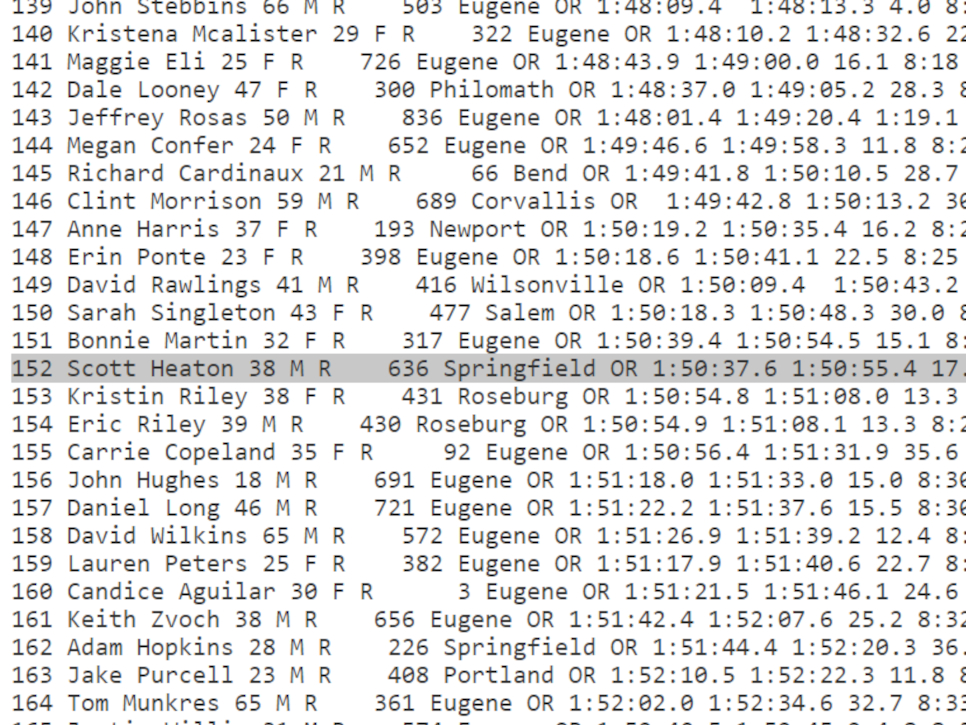 139 John Stebbins 66 M R 503 Eugene OR 1:48:09.4 1:48:13.3 4.0 8:
140 Kristena Mcalister 29 F R 322 Eugene OR 1:48:10.2 1:48:32.6 22
141 Maggie Eli 25 F R 726 Eugene OR 1:48:43.9 1:49:00.0 16.1 8:18
142 Dale Looney 47 F R 300 Philomath OR 1:48:37.0 1:49:05.2 28.3 8
143 Jeffrey Rosas 50 M R 836 Eugene OR 1:48:01.4 1:49:20.4 1:19.1
144 Megan Confer 24 F R 652 Eugene OR 1:49:46.6 1:49:58.3 11.8 8:2
145 Richard Cardinaux 21 M R 66 Bend OR 1:49:41.8 1:50:10.5 28.7
146 Clint Morrison 59 M R 689 Corvallis OR 1:49:42.8 1:50:13.2 30
147 Anne Harris 37 F R 193 Newport OR 1:50:19.2 1:50:35.4 16.2 8:2
148 Erin Ponte 23 F R 398 Eugene OR 1:50:18.6 1:50:41.1 22.5 8:25
149 David Rawlings 41 M R 416 Wilsonville OR 1:50:09.4 1:50:43.2
150 Sarah Singleton 43 F R 477 Salem OR 1:50:18.3 1:50:48.3 30.0 8
151 Bonnie Martin 32 F R 317 Eugene OR 1:50:39.4 1:50:54.5 15.1 8:
152 Scott Heaton 38 M R 636 Springfield OR 1:50:37.6 1:50:55.4 17.
153 Kristin Riley 38 F R 431 Roseburg OR 1:50:54.8 1:51:08.0 13.3
154 Eric Riley 39 M R 430 Roseburg OR 1:50:54.9 1:51:08.1 13.3 8:2
155 Carrie Copeland 35 F R 92 Eugene OR 1:50:56.4 1:51:31.9 35.6
156 John Hughes 18 M R 691 Eugene OR 1:51:18.0 1:51:33.0 15.0 8:30
157 Daniel Long 46 M R 721 Eugene OR 1:51:22.2 1:51:37.6 15.5 8:30
158 David Wilkins 65 M R 572 Eugene OR 1:51:26.9 1:51:39.2 12.4 8:
159 Lauren Peters 25 F R 382 Eugene OR 1:51:17.9 1:51:40.6 22.7 8:
160 Candice Aguilar 30 F R 3 Eugene OR 1:51:21.5 1:51:46.1 24.6
161 Keith Zvoch 38 M R 656 Eugene OR 1:51:42.4 1:52:07.6 25.2 8:32
162 Adam Hopkins 28 M R 226 Springfield OR 1:51:44.4 1:52:20.3 36.
163 Jake Purcell 23 M R 408 Portland OR 1:52:10.5 1:52:22.3 11.8 8
164 Tom Munkres 65 M R 361 Eugene OR 1:52:02.0 1:52:34.6 32.7 8:33